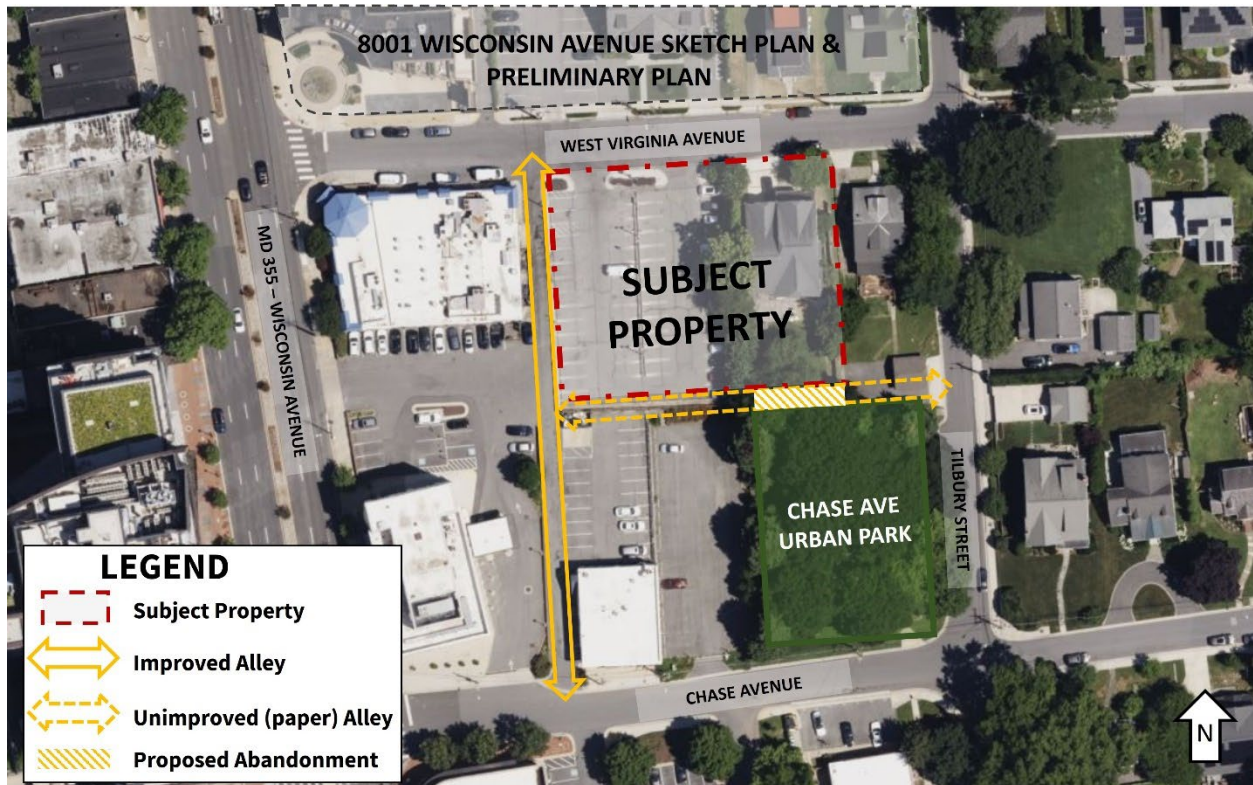 8001 WISCONSIN AVENUE SKETCH PLAN &
PRELIMINARY PLAN
WEST VIRGINIA AVENUE
MD 355 – WISCONSIN AVENUE
SUBJECT
PROPERTY
CHASE AVE
URBAN PARK
TILBURY STREET
CHASE AVENUE
LEGEND
Subject Property
Improved Alley
Unimproved (paper) Alley
Proposed Abandonment
N